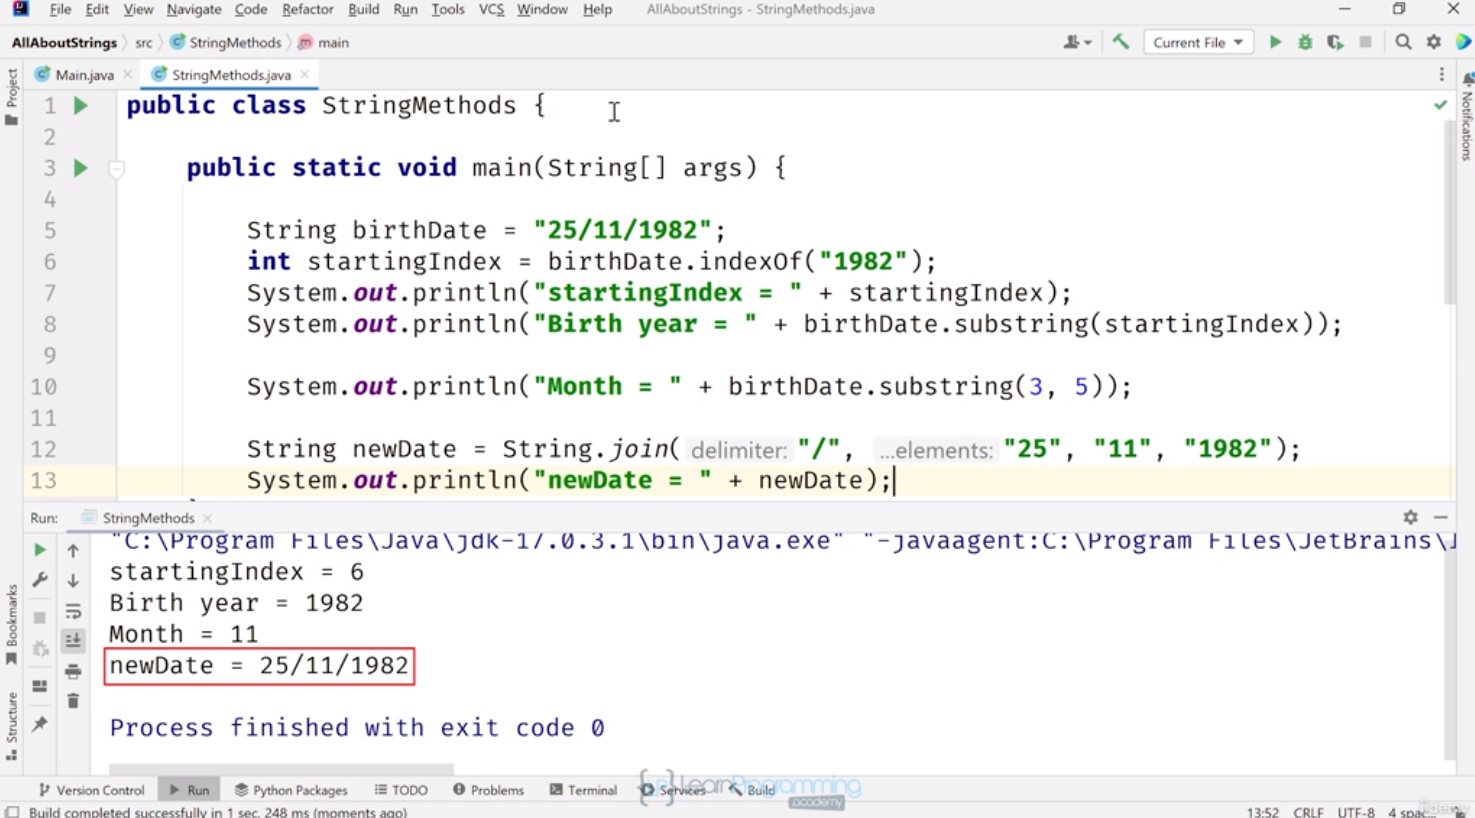 File Edit View Navigate Code Refactor Build Run Tools VCS Window Help AllAboutStrings - StringMethods.java
AllAboutStrings src StringMethods main Current File
Project
Main.java StringMethods.java
1 public class StringMethods {
2
3 public static void main(String[] args) {
4
5 String birthDate = "25/11/1982";
6 int startingIndex = birthDate.indexOf("1982");
7 System.out.println("startingIndex = " + startingIndex);
8 System.out.println("Birth year = " + birthDate.substring(startingIndex));
9
10 System.out.println("Month = " + birthDate.substring(3, 5));
11
12 String newDate = String.join( delimiter: "/", ...elements: "25", "11", "1982");
13 System.out.println("newDate = " + newDate);
Notifications
Run: StringMethods
"C:\Program Files\Java\jdk-17.0.3.1\bin\java.exe" "-javaagent:C:\Program Files\JetBrains\
startingIndex = 6
Birth year = 1982
Month = 11
newDate = 25/11/1982
Process finished with exit code 0
Bookmarks
Structure
Version Control Run Python Packages TODO Problems Terminal Services Build
LearnProgramming
academy
Build completed successfully in 1 sec, 248 ms (moments ago) 13:52 CRLF UTF-8 4 spac...
udemy